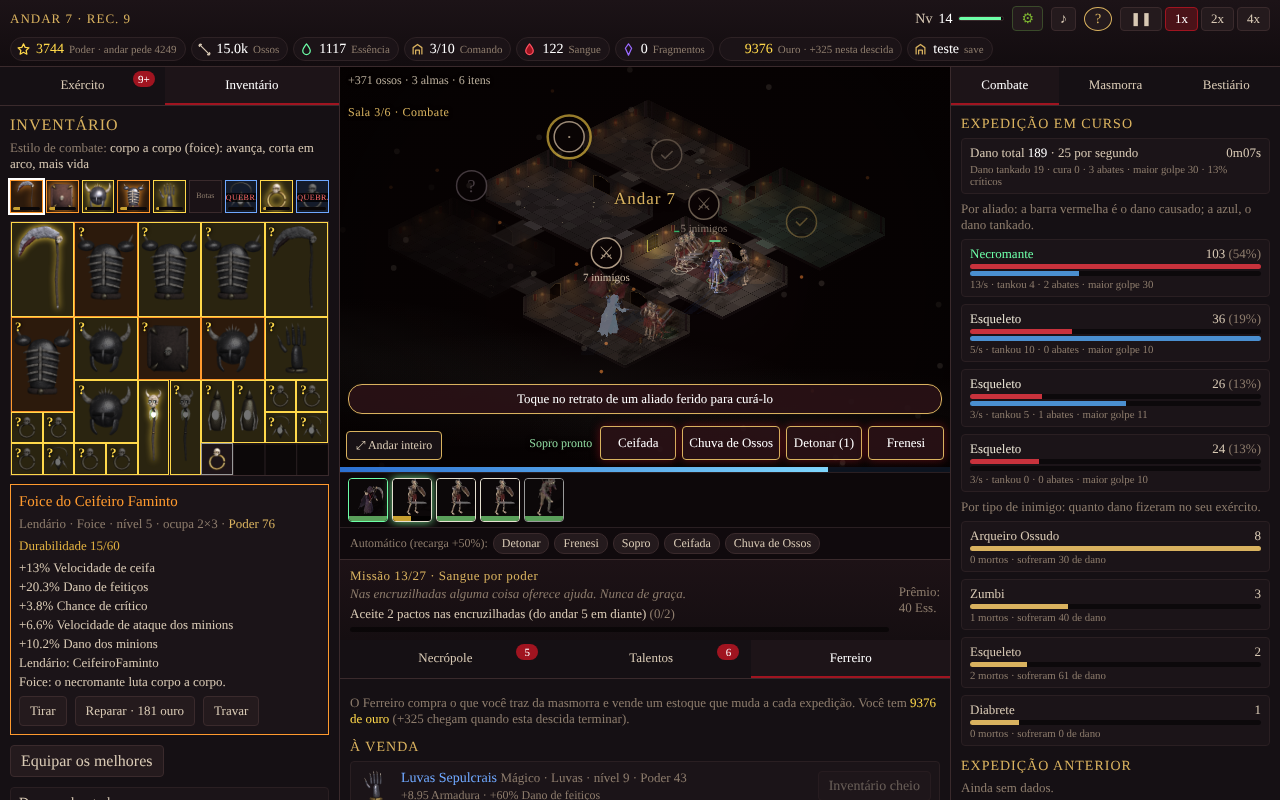 ANDAR 7 · REC. 9
Nv 14
?
❚❚
1x
2x
4x
3744 Poder · andar pede 4249
15.0k Ossos
1117 Essência
3/10 Comando
122 Sangue
0 Fragmentos
9376 Ouro · +325 nesta descida
teste save
Exército 9+
Inventário
INVENTÁRIO
Estilo de combate: corpo a corpo (foice): avança, corta em
arco, mais vida
Botas
Foice do Ceifeiro Faminto
Lendário · Foice · nível 5 · ocupa 2×3 · Poder 76
Durabilidade 15/60
+13% Velocidade de ceifa
+20.3% Dano de feitiços
+3.8% Chance de crítico
+6.6% Velocidade de ataque dos minions
+10.2% Dano dos minions
Lendário: CeifeiroFaminto
Foice: o necromante luta corpo a corpo.
Tirar
Reparar · 181 ouro
Travar
Equipar os melhores
+371 ossos · 3 almas · 6 itens
Sala 3/6 · Combate
?
Andar 7
5 inimigos
7 inimigos
Toque no retrato de um aliado ferido para curá-lo
Andar inteiro
Sopro pronto
Ceifada
Chuva de Ossos
Detonar (1)
Frenesi
Automático (recarga +50%):
Detonar
Frenesi
Sopro
Ceifada
Chuva de Ossos
Missão 13/27 · Sangue por poder
Nas encruzilhadas alguma coisa oferece ajuda. Nunca de graça.
Aceite 2 pactos nas encruzilhadas (do andar 5 em diante) (0/2)
Prêmio:
40 Ess.
Necrópole 5
Talentos 6
Ferreiro
O Ferreiro compra o que você traz da masmorra e vende um estoque que muda a cada expedição. Você tem 9376
de ouro (+325 chegam quando esta descida terminar).
À VENDA
Luvas Sepulcrais Mágico · Luvas · nível 9 · Poder 43
+8.95 Armadura · +60% Dano de feitiços
Inventário cheio
Combate
Masmorra
Bestiário
EXPEDIÇÃO EM CURSO
Dano total 189 · 25 por segundo
0m07s
Dano tankado 19 · cura 0 · 3 abates · maior golpe 30 · 13%
críticos
Por aliado: a barra vermelha é o dano causado; a azul, o
dano tankado.
Necromante
103 (54%)
13/s · tankou 4 · 2 abates · maior golpe 30
Esqueleto
36 (19%)
5/s · tankou 10 · 0 abates · maior golpe 10
Esqueleto
26 (13%)
3/s · tankou 5 · 1 abates · maior golpe 11
Esqueleto
24 (13%)
3/s · tankou 0 · 0 abates · maior golpe 10
Por tipo de inimigo: quanto dano fizeram no seu exército.
Arqueiro Ossudo
8
0 mortos · sofreram 30 de dano
Zumbi
3
1 mortos · sofreram 40 de dano
Esqueleto
2
2 mortos · sofreram 61 de dano
Diabrete
1
0 mortos · sofreram 0 de dano
EXPEDIÇÃO ANTERIOR
Ainda sem dados.